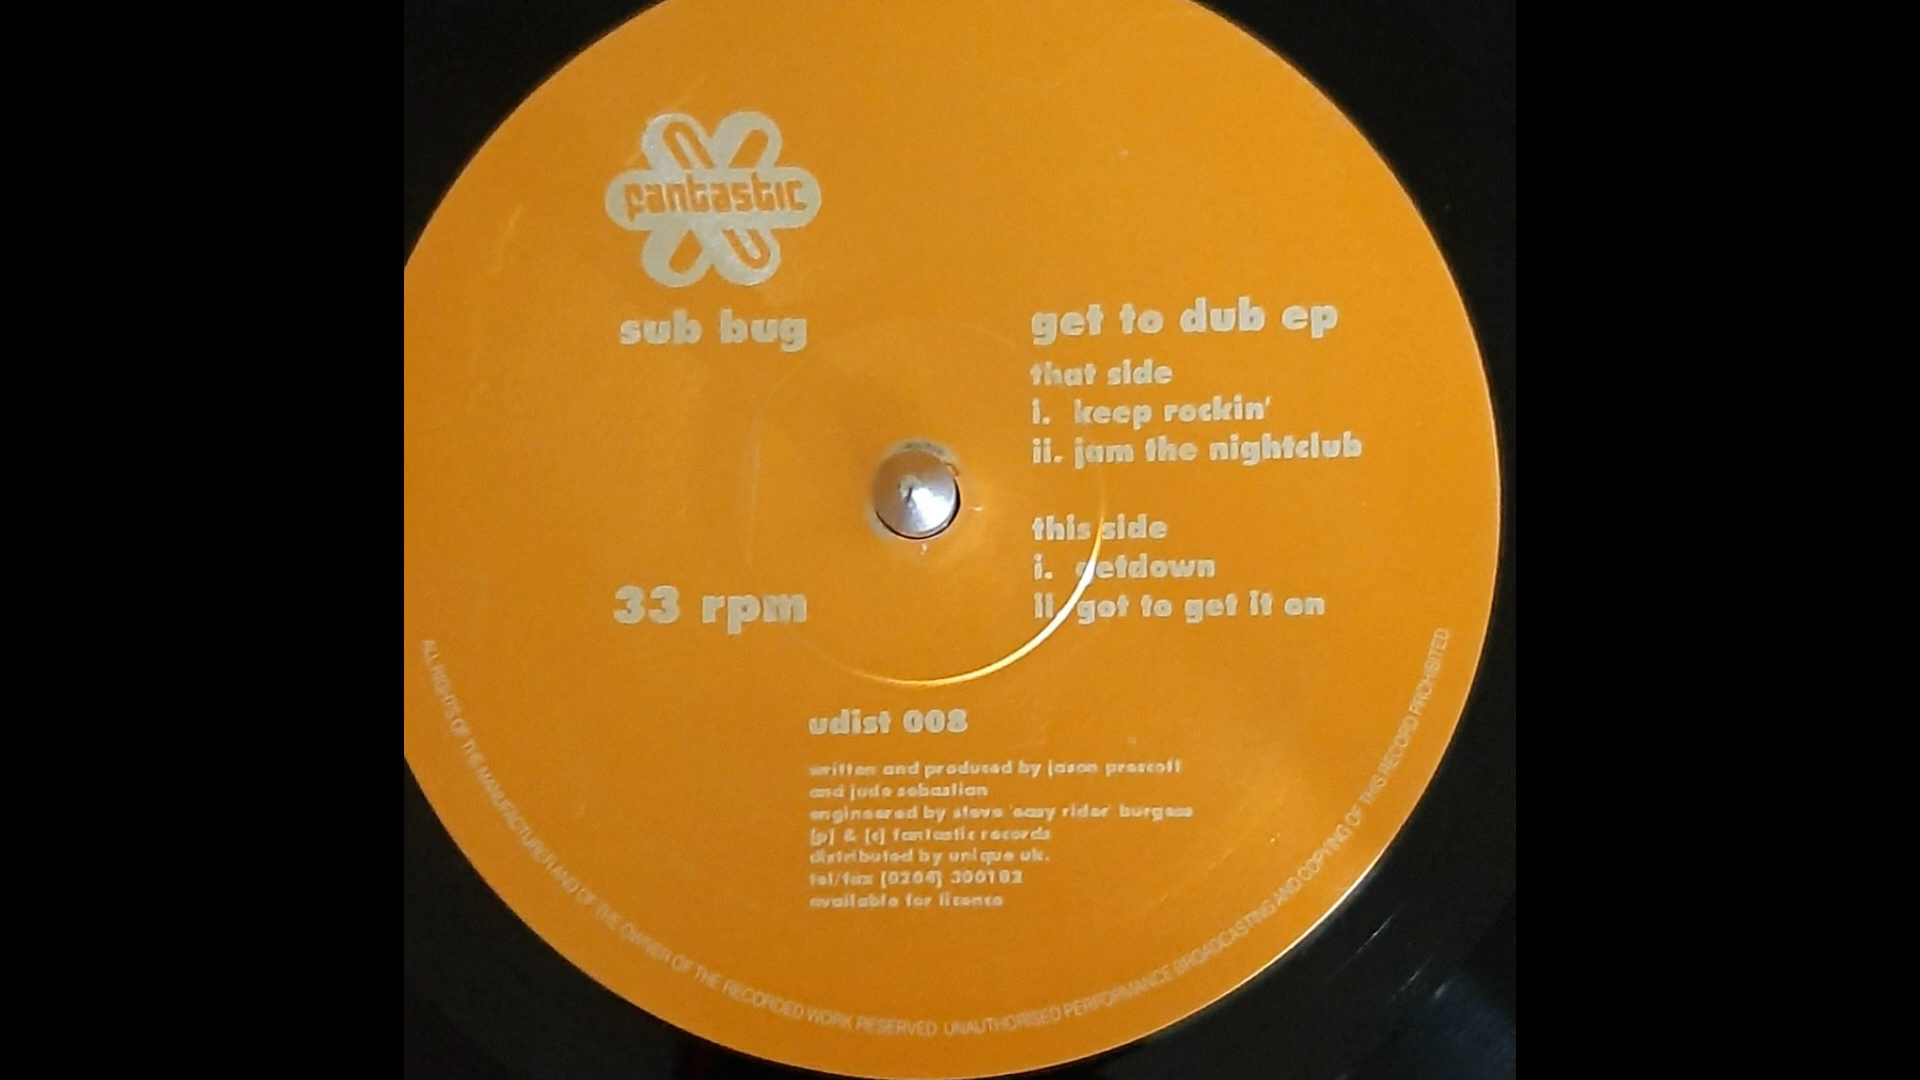 fantastic
sub bug
33 rpm
get to dub ep
that side
i. keep rockin'
ii. jam the nightclub
this side
i. getdown
ii. got to get it on
udist 008
written and produced by jason prescott
and jude sebastian
engineered by steve 'easy rider' burgess
[p] & [c] fantastic records
distributed by unique uk.
tel/fax [0204] 300182
available for licence
ALL RIGHTS OF THE MANUFACTURER AND OF THE OWNER OF THE RECORDED WORK RESERVED UNAUTHORISED PERFORMANCE BROADCASTING AND COPYING OF THIS RECORD PROHIBITED